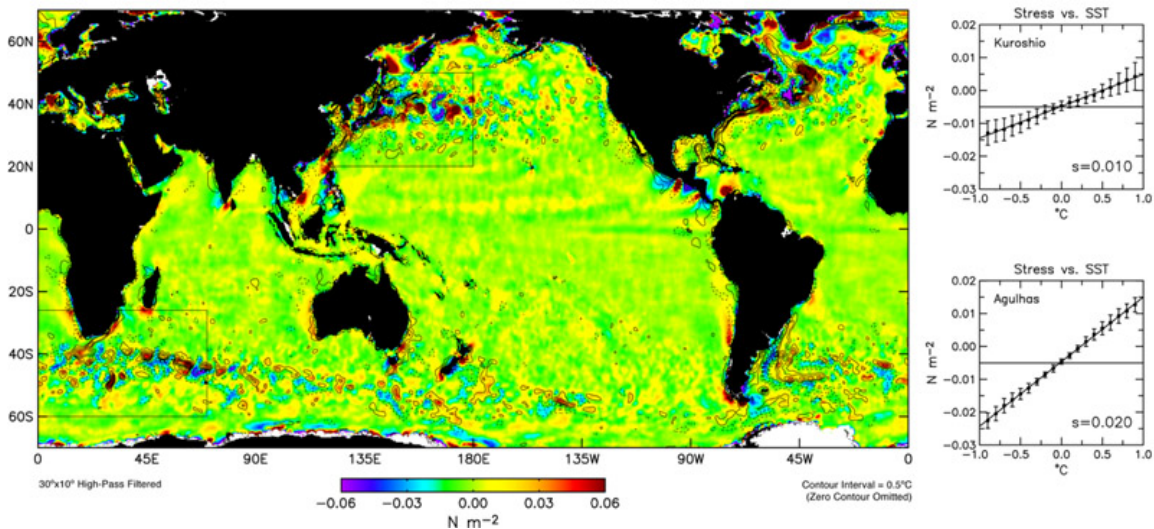 60N
40N
20N
0
20S
40S
60S
0 45E 90E 135E 180E 135W 90W 45W 0
30°x10° High-Pass Filtered
−0.06 −0.03 0.00 0.03 0.06
N m−2
Contour Interval = 0.5°C
(Zero Contour Omitted)
Stress vs. SST
Kuroshio
0.02
0.01
0.00
−0.01
−0.02
−0.03
N m−2
s=0.010
−1.0 −0.5 0.0 0.5 1.0
°C
Stress vs. SST
Agulhas
0.02
0.01
0.00
−0.01
−0.02
−0.03
N m−2
s=0.020
−1.0 −0.5 0.0 0.5 1.0
°C